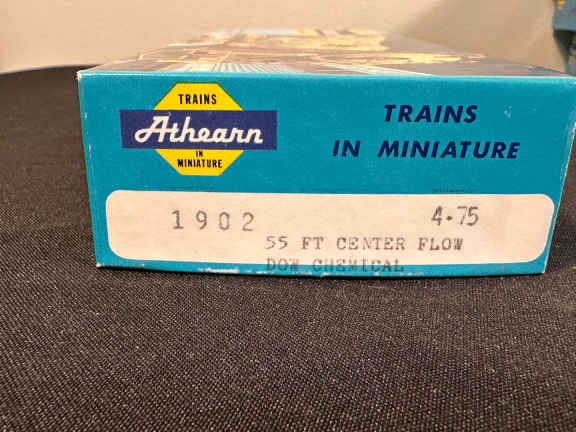 TRAINS
Athearn
IN
MINIATURE
TRAINS
IN MINIATURE
1902
4.75
55 FT CENTER FLOW
DOW CHEMICAL